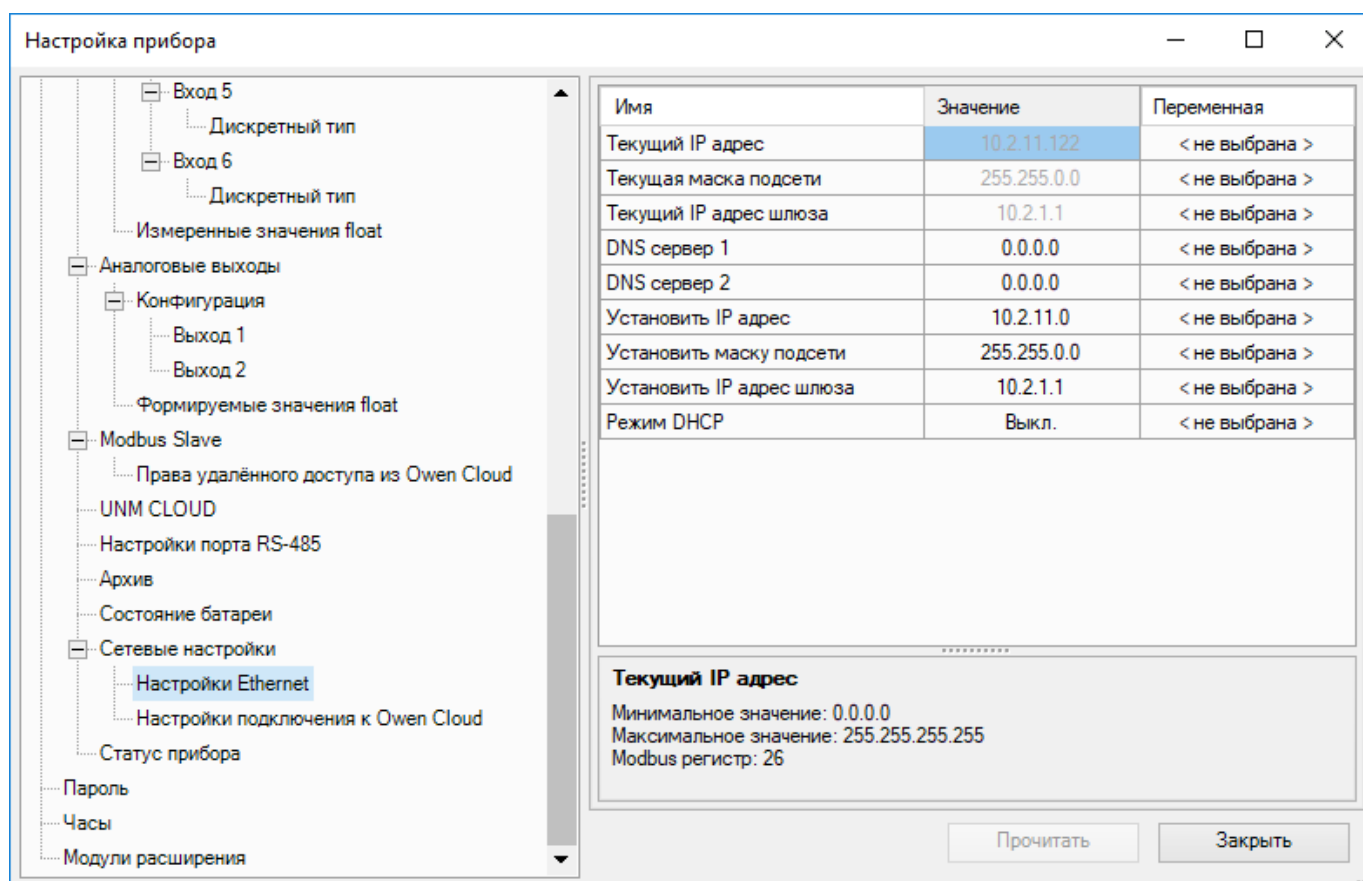 Настройка прибора
Вход 5
Дискретный тип
Вход 6
Дискретный тип
Измеренные значения float
Аналоговые выходы
Конфигурация
Выход 1
Выход 2
Формируемые значения float
Modbus Slave
Права удалённого доступа из Owen Cloud
UNM CLOUD
Настройки порта RS-485
Архив
Состояние батареи
Сетевые настройки
Настройки Ethernet
Настройки подключения к Owen Cloud
Статус прибора
Пароль
Часы
Модули расширения
Имя Значение Переменная
Текущий IP адрес 10.2.11.122 < не выбрана >
Текущая маска подсети 255.255.0.0 < не выбрана >
Текущий IP адрес шлюза 10.2.1.1 < не выбрана >
DNS сервер 1 0.0.0.0 < не выбрана >
DNS сервер 2 0.0.0.0 < не выбрана >
Установить IP адрес 10.2.11.0 < не выбрана >
Установить маску подсети 255.255.0.0 < не выбрана >
Установить IP адрес шлюза 10.2.1.1 < не выбрана >
Режим DHCP Выкл. < не выбрана >
Текущий IP адрес
Минимальное значение: 0.0.0.0
Максимальное значение: 255.255.255.255
Modbus регистр: 26
Прочитать Закрыть